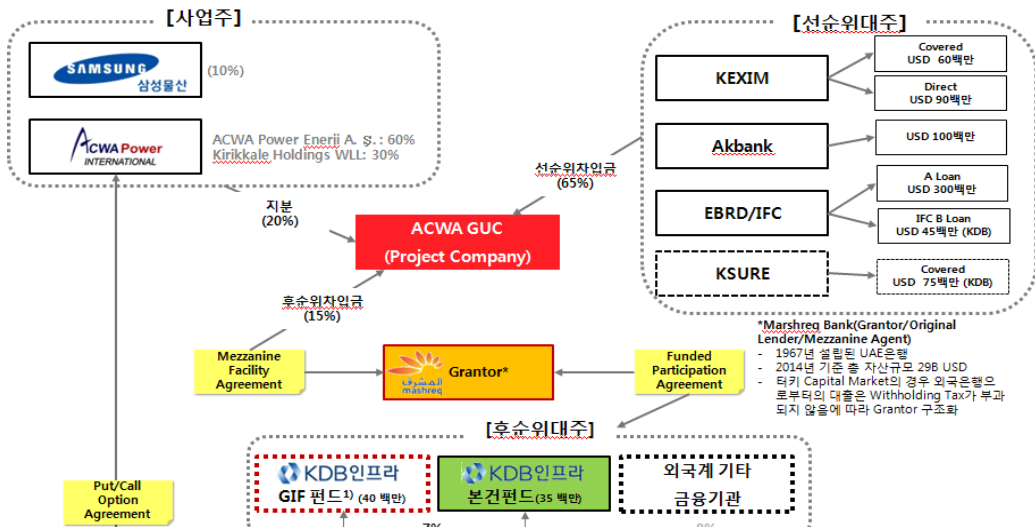 [사업주]
SAMSUNG
삼성물산
(10%)
ACWA Power
INTERNATIONAL
ACWA Power Enerji A. Ş. : 60%
Kirikkale Holdings WLL: 30%
[선순위대주]
KEXIM
Covered
USD 60백만
Direct
USD 90백만
Akbank
USD 100백만
EBRD/IFC
A Loan
USD 300백만
IFC B Loan
USD 45백만 (KDB)
KSURE
Covered
USD 75백만 (KDB)
선순위차입금
(65%)
지분
(20%)
ACWA GUC
(Project Company)
후순위차입금
(15%)
Mezzanine
Facility
Agreement
المشرق
mashreq
Grantor*
Funded
Participation
Agreement
*Marshreq Bank(Grantor/Original
Lender/Mezzanine Agent)
- 1967년 설립된 UAE은행
- 2014년 기준 총 자산규모 29B USD
- 터키 Capital Market의 경우 외국은행으
로부터의 대출은 Withholding Tax가 부과
되지 않음에 따라 Grantor 구조화
[후순위대주]
KDB인프라
GIF 펀드1) (40 백만)
KDB인프라
본건펀드(35 백만)
외국계 기타
금융기관
Put/Call
Option
Agreement